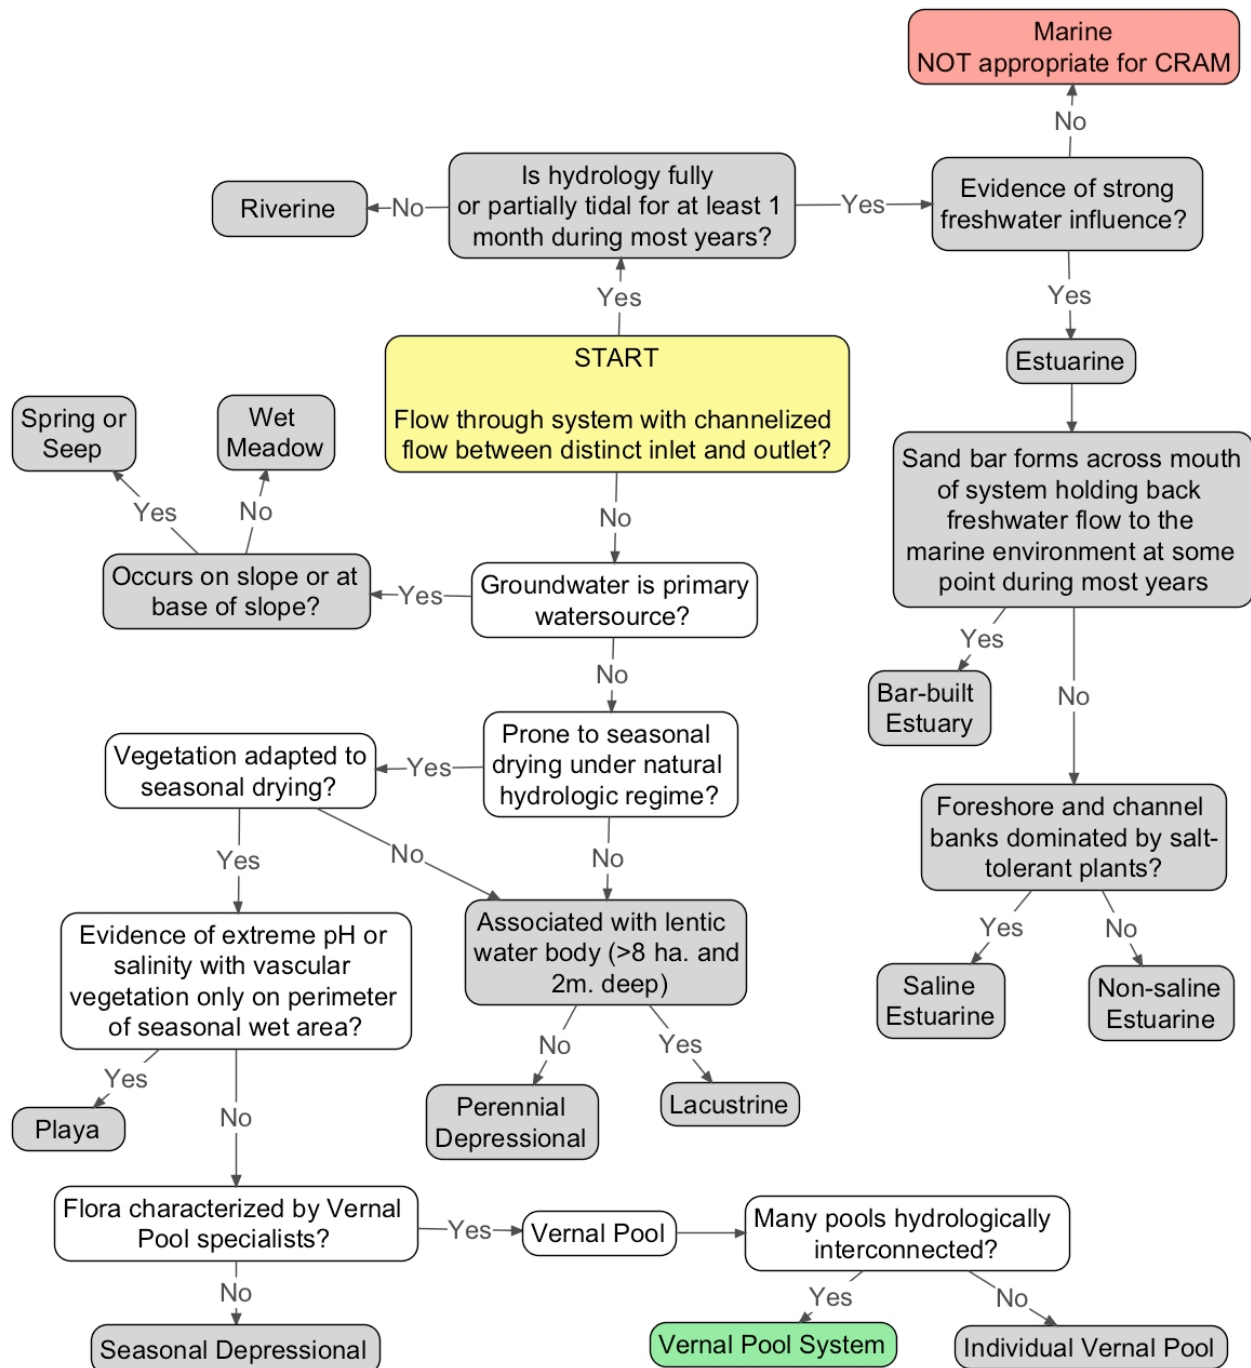 Marine
NOT appropriate for CRAM
No
Is hydrology fully
or partially tidal for at least 1
month during most years?
Riverine
No
Yes
Evidence of strong
freshwater influence?
Yes
Yes
START
Flow through system with channelized
flow between distinct inlet and outlet?
Estuarine
Spring or
Seep
Wet
Meadow
Sand bar forms across mouth
of system holding back
freshwater flow to the
marine environment at some
point during most years
Yes
No
No
Occurs on slope or at
base of slope?
Yes
Groundwater is primary
watersource?
Yes
Bar-built
Estuary
No
No
Vegetation adapted to
seasonal drying?
Yes
Prone to seasonal
drying under natural
hydrologic regime?
Foreshore and channel
banks dominated by salt-
tolerant plants?
Yes
No
No
Evidence of extreme pH or
salinity with vascular
vegetation only on perimeter
of seasonal wet area?
Associated with lentic
water body (>8 ha. and
2m. deep)
Yes
No
Saline
Estuarine
Non-saline
Estuarine
Yes
No
No
Yes
Playa
Perennial
Depressional
Lacustrine
Flora characterized by Vernal
Pool specialists?
Yes
Vernal Pool
Many pools hydrologically
interconnected?
No
Yes
No
Seasonal Depressional
Vernal Pool System
Individual Vernal Pool